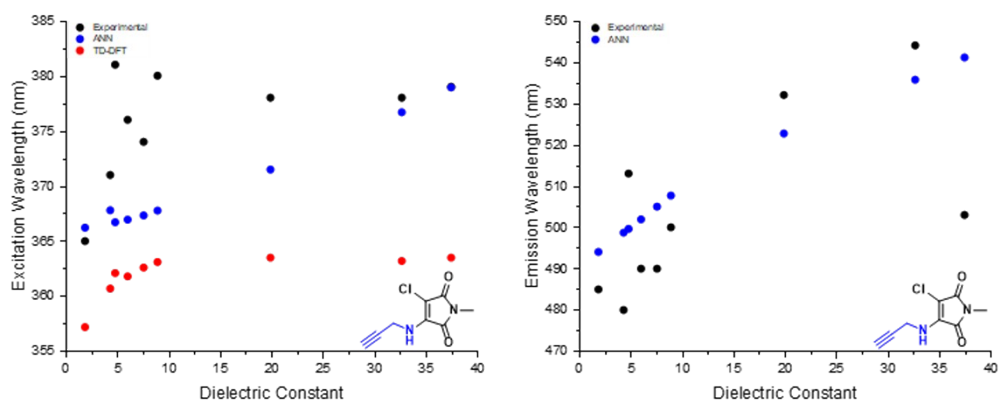 385
380
375
370
365
360
355
Excitation Wavelength (nm)
Experimental
ANN
TD-DFT
0 5 10 15 20 25 30 35 40
Dielectric Constant
O
Cl
N
N
H
O
550
540
530
520
510
500
490
480
470
Emission Wavelength (nm)
Experimental
ANN
0 5 10 15 20 25 30 35 40
Dielectric Constant
O
Cl
N
N
H
O